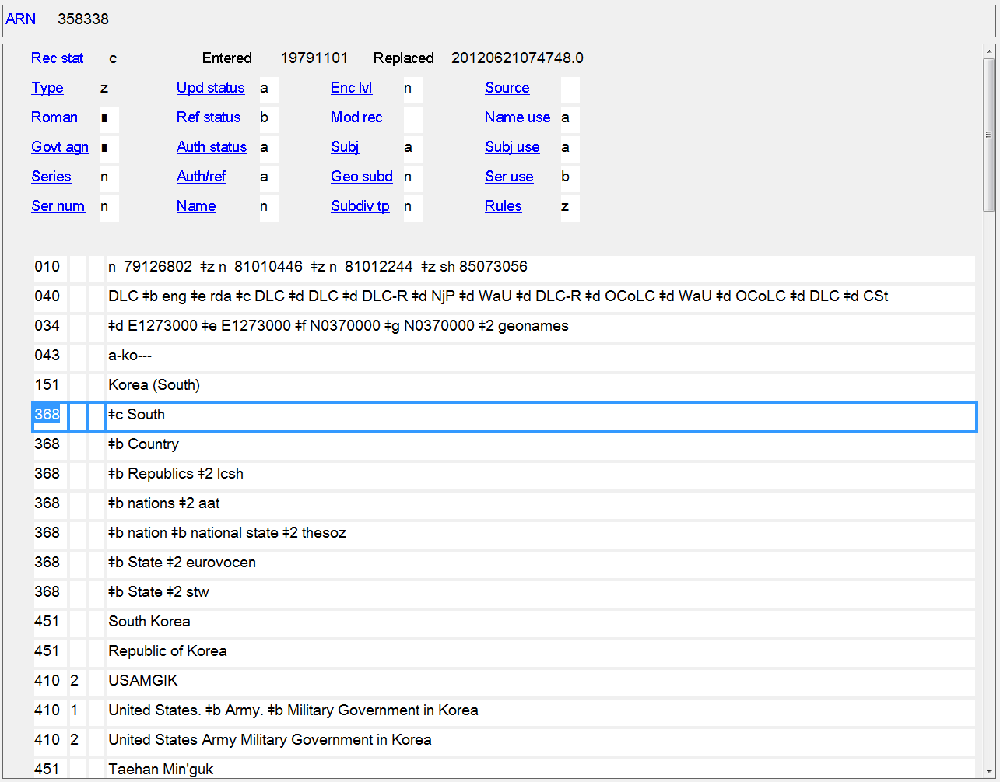 ARN 358338
Rec stat c Entered 19791101 Replaced 20120621074748.0
Type z Upd status a Enc lvl n Source
Roman ▪ Ref status b Mod rec Name use a
Govt agn ▪ Auth status a Subj a Subj use a
Series n Auth/ref a Geo subd n Ser use b
Ser num n Name n Subdiv tp n Rules z
010 n 79126802 ‡z n 81010446 ‡z n 81012244 ‡z sh 85073056
040 DLC ‡b eng ‡e rda ‡c DLC ‡d DLC ‡d DLC-R ‡d NjP ‡d WaU ‡d DLC-R ‡d OCoLC ‡d WaU ‡d OCoLC ‡d DLC ‡d CSt
034 ‡d E1273000 ‡e E1273000 ‡f N0370000 ‡g N0370000 ‡2 geonames
043 a-ko---
151 Korea (South)
368 ‡c South
368 ‡b Country
368 ‡b Republics ‡2 lcsh
368 ‡b nations ‡2 aat
368 ‡b nation ‡b national state ‡2 thesoz
368 ‡b State ‡2 eurovocen
368 ‡b State ‡2 stw
451 South Korea
451 Republic of Korea
410 2 USAMGIK
410 1 United States. ‡b Army. ‡b Military Government in Korea
410 2 United States Army Military Government in Korea
451 Taehan Min'guk